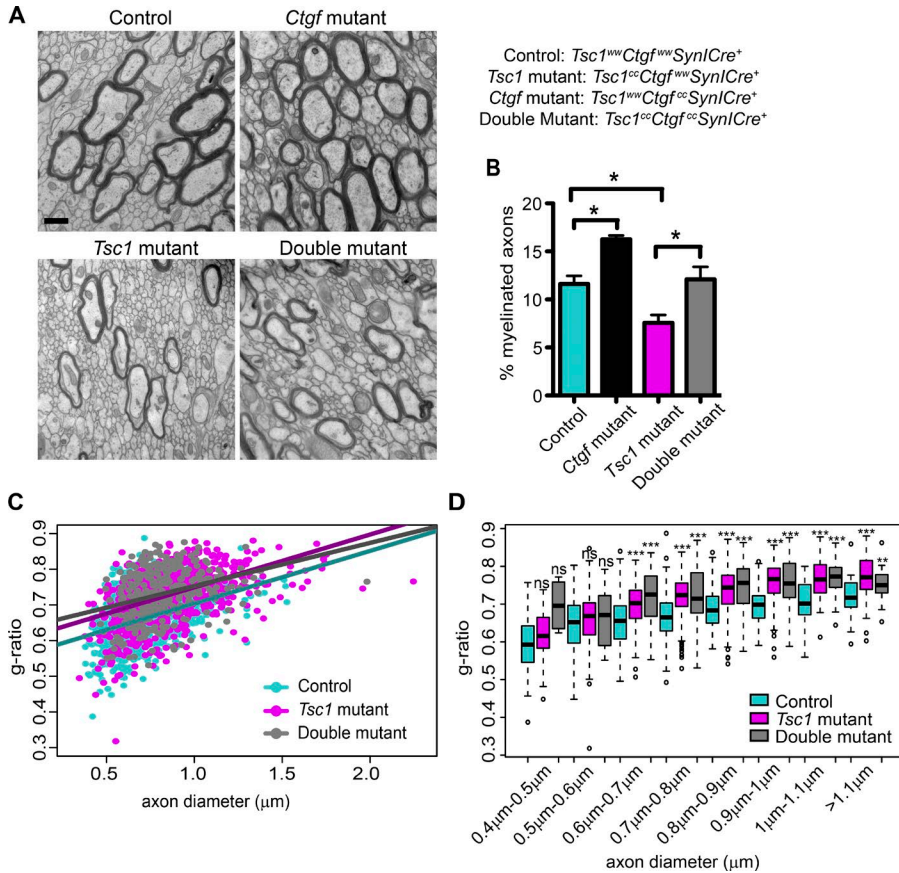 A
Control
Ctgf mutant
Tsc1 mutant
Double mutant
Control: Tsc1wwCtgfwwSynICre+
Tsc1 mutant: Tsc1ccCtgfwwSynICre+
Ctgf mutant: Tsc1wwCtgfccSynICre+
Double Mutant: Tsc1ccCtgfccSynICre+
B
% myelinated axons
20
15
10
5
0
*
*
*
Control
Ctgf mutant
Tsc1 mutant
Double mutant
C
g-ratio
0.9
0.8
0.7
0.6
0.5
0.4
0.3
Control
Tsc1 mutant
Double mutant
0.5
1.0
1.5
2.0
axon diameter (μm)
D
g-ratio
0.9
0.8
0.7
0.6
0.5
0.4
0.3
ns
ns
ns
ns
***
***
***
***
***
***
***
***
***
***
***
**
Control
Tsc1 mutant
Double mutant
0.4μm-0.5μm
0.5μm-0.6μm
0.6μm-0.7μm
0.7μm-0.8μm
0.8μm-0.9μm
0.9μm-1μm
1μm-1.1μm
>1.1μm
axon diameter (μm)